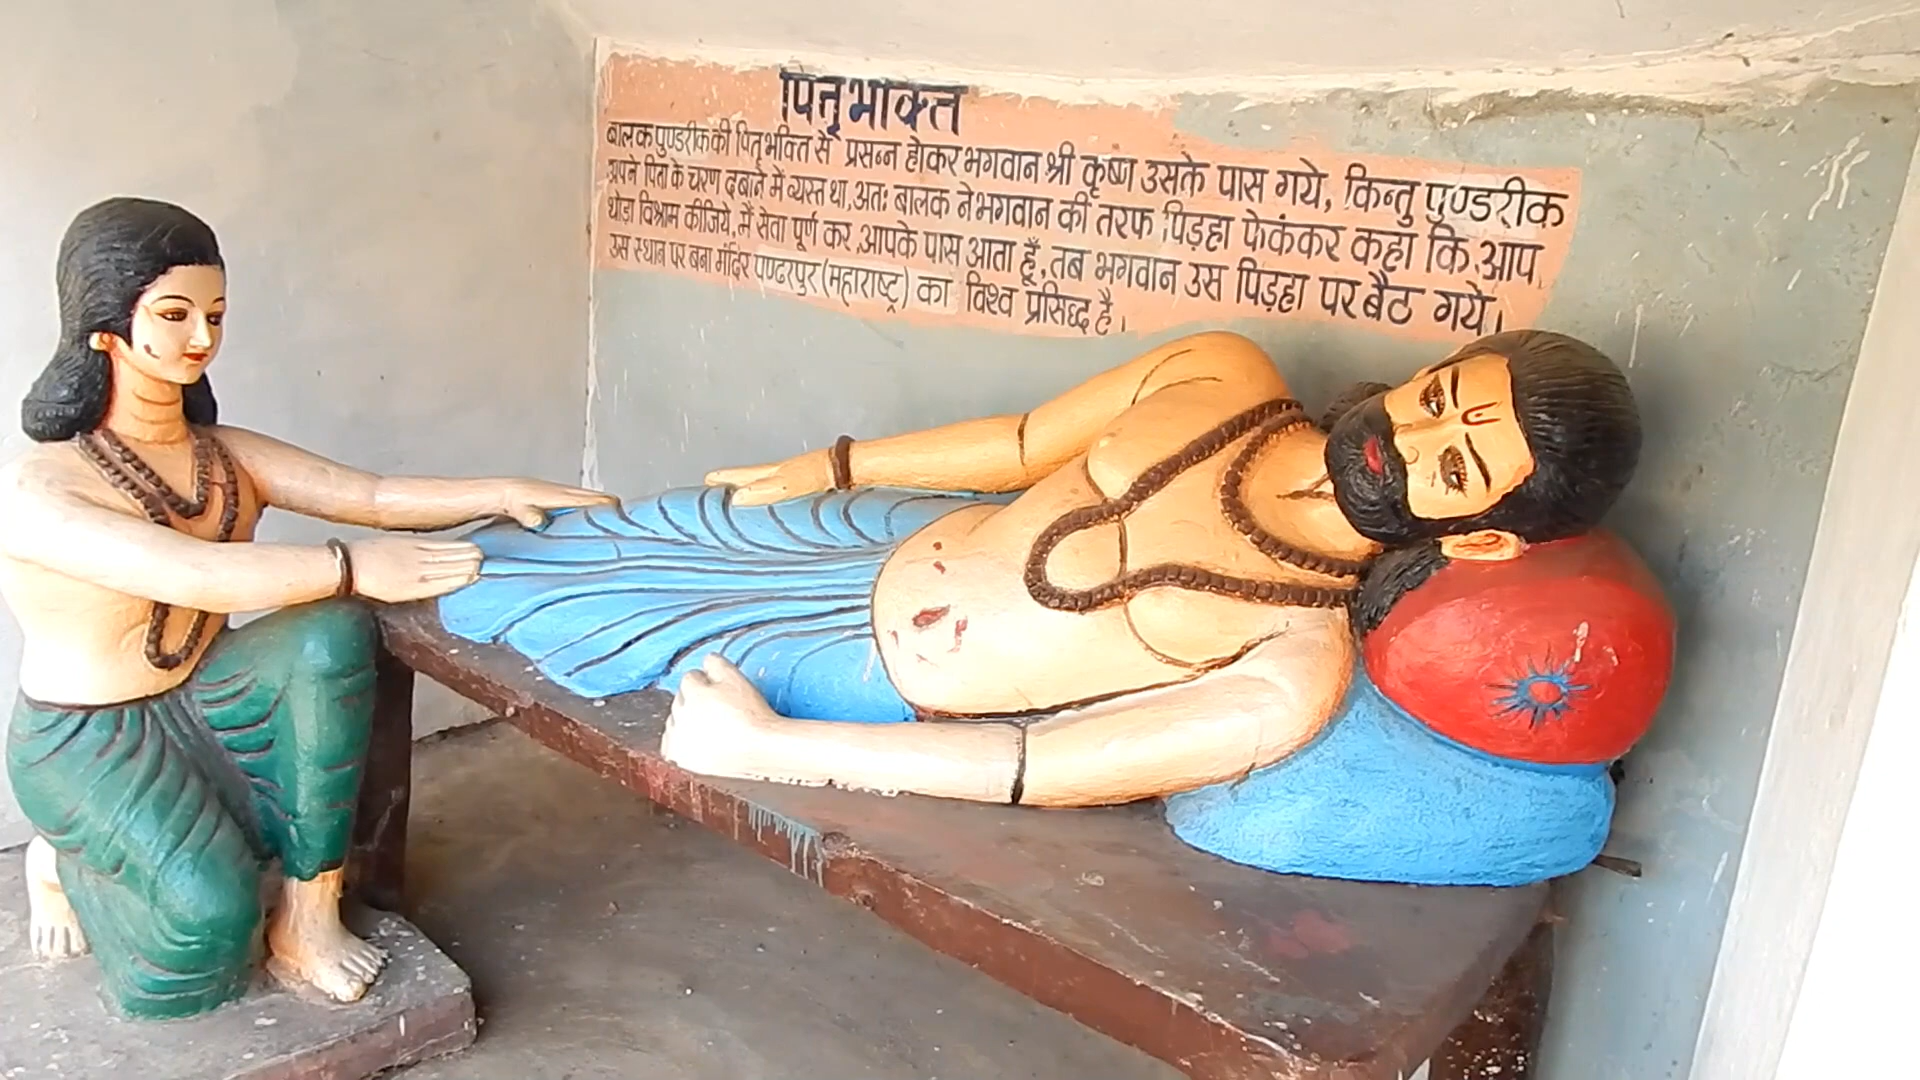 पितृभक्ति
बालक पुण्डरीक की पितृ भक्ति से प्रसन्न होकर भगवान श्री कृष्ण उसके पास गये, किन्तु पुण्डरीक
अपने पिता के चरण दबाने में व्यस्त था, अतः बालक ने भगवान की तरफ पिड़हा फेकंकर कहा कि, आप
थोडा विश्राम कीजिये, मैं सेवा पूर्ण कर, आपके पास आता हूँ, तब भगवान उस पिड़हा पर बैठ गये।
उस स्थान पर बना मंदिर पण्ढरपुर (महाराष्ट्र) का विश्व प्रसिध्द है।